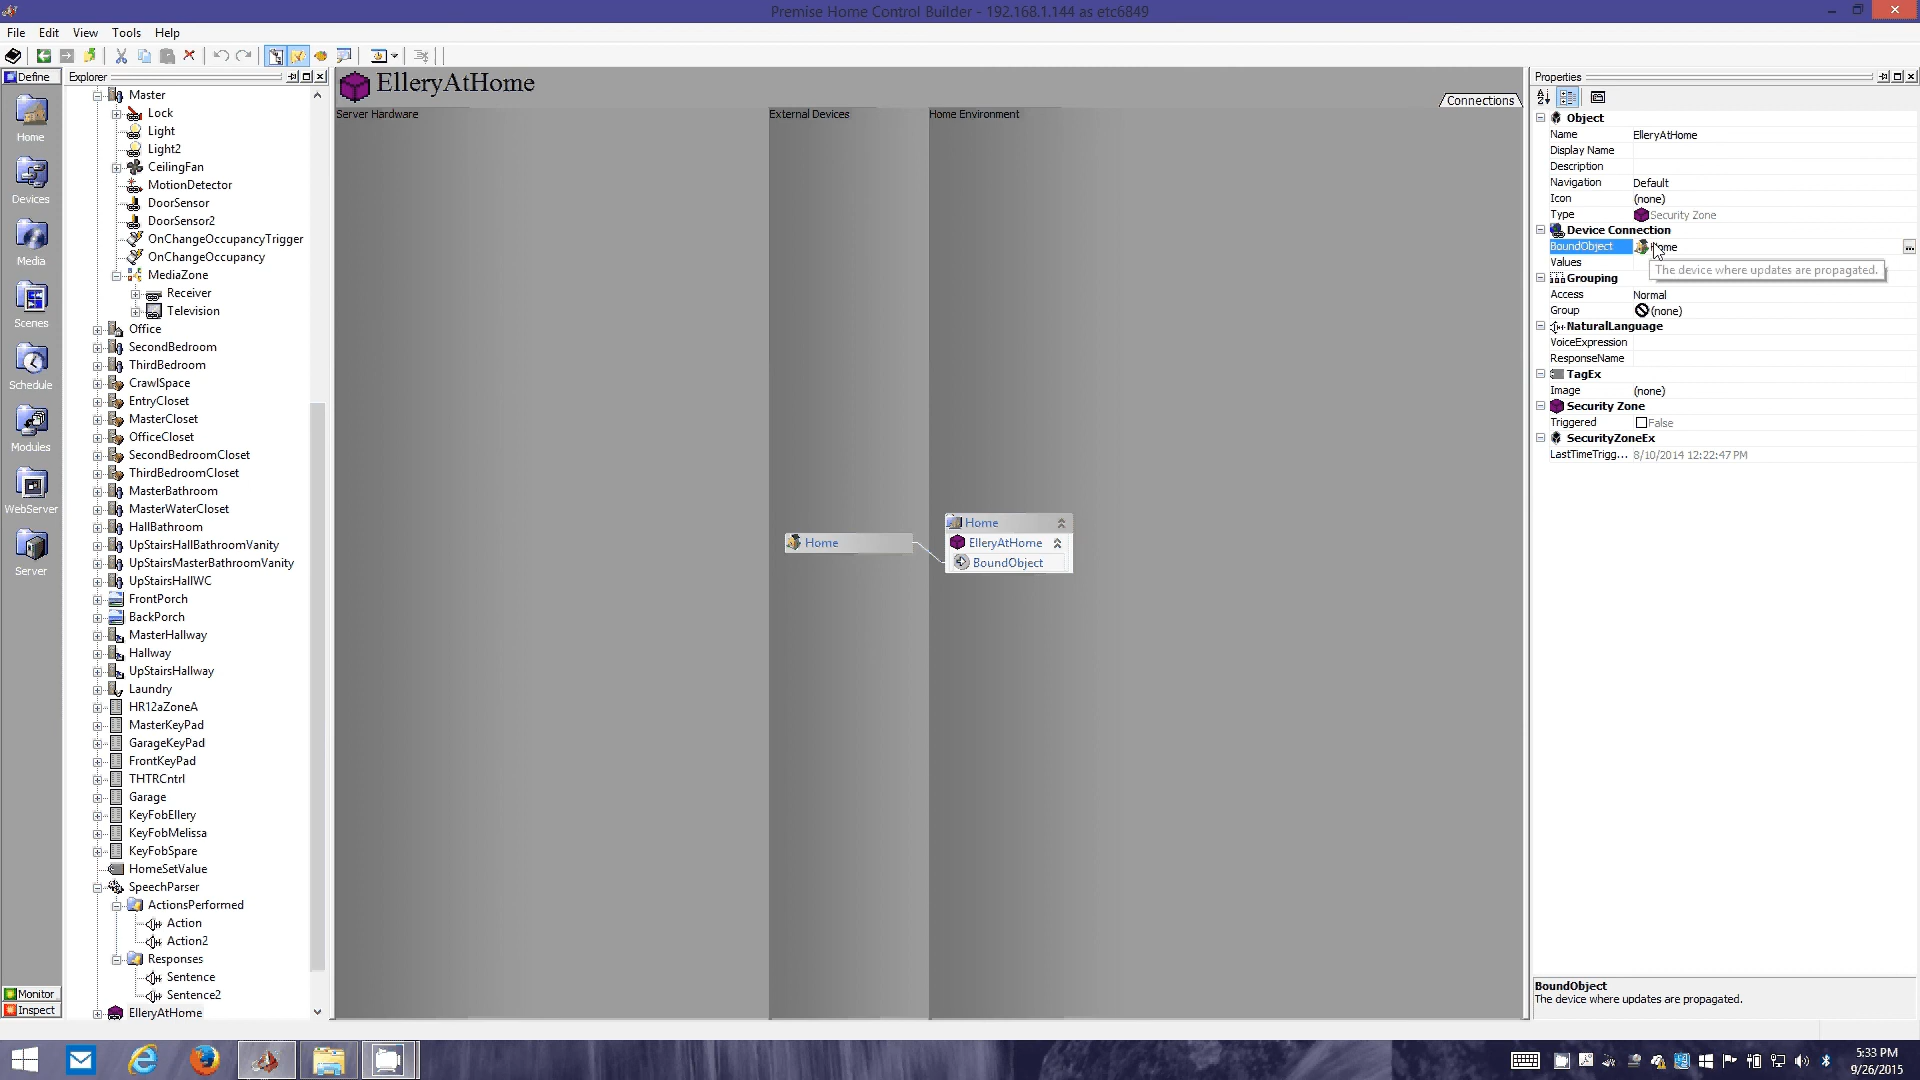 Premise Home Control Builder - 192.168.1.144 as etc6849
File Edit View Tools Help
Define
Home
Devices
Media
Scenes
Schedule
Modules
WebServer
Server
Monitor
Inspect
Explorer
Master
Lock
Light
Light2
CeilingFan
MotionDetector
DoorSensor
DoorSensor2
OnChangeOccupancyTrigger
OnChangeOccupancy
MediaZone
Receiver
Television
Office
SecondBedroom
ThirdBedroom
CrawlSpace
EntryCloset
MasterCloset
OfficeCloset
SecondBedroomCloset
ThirdBedroomCloset
MasterBathroom
MasterWaterCloset
HallBathroom
UpStairsHallBathroomVanity
UpStairsMasterBathroomVanity
UpStairsHallWC
FrontPorch
BackPorch
MasterHallway
Hallway
UpStairsHallway
Laundry
HR12aZoneA
MasterKeyPad
GarageKeyPad
FrontKeyPad
THTRCntrl
Garage
KeyFobEllery
KeyFobMelissa
KeyFobSpare
HomeSetValue
SpeechParser
ActionsPerformed
Action
Action2
Responses
Sentence
Sentence2
ElleryAtHome
ElleryAtHome
Connections
Server Hardware
External Devices
Home Environment
Home
Home
ElleryAtHome
BoundObject
Properties
Object
Name ElleryAtHome
Display Name
Description
Navigation Default
Icon (none)
Type Security Zone
Device Connection
BoundObject Home
Values
The device where updates are propagated.
Grouping
Access Normal
Group (none)
NaturalLanguage
VoiceExpression
ResponseName
TagEx
Image (none)
Security Zone
Triggered False
SecurityZoneEx
LastTimeTrigg... 8/10/2014 12:22:47 PM
BoundObject
The device where updates are propagated.
5:33 PM
9/26/2015